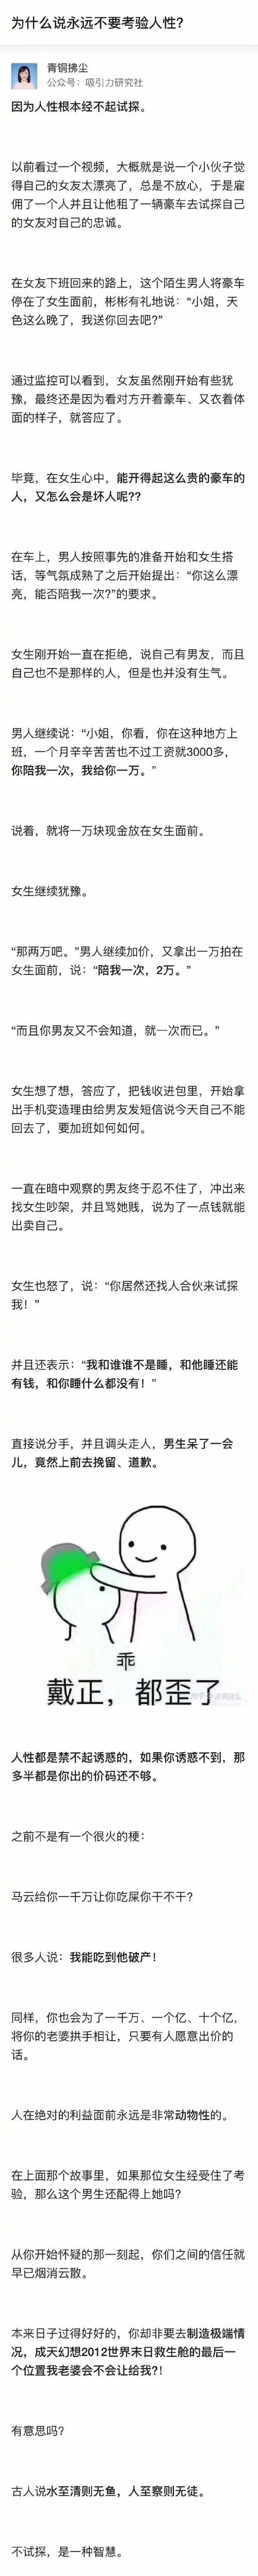 为什么说永远不要考验人性?
青铜拂尘
公众号：吸引力研究社
因为人性根本经不起试探。
以前看过一个视频，大概就是说一个小伙子觉
得自己的女友太漂亮了，总是不放心，于是雇
佣了一个人并且让他租了一辆豪车去试探自己
的女友对自己的忠诚。
在女友下班回来的路上，这个陌生男人将豪车
停在了女生面前，彬彬有礼地说：“小姐，天
色这么晚了，我送你回去吧?”
通过监控可以看到，女友虽然刚开始有些犹
豫，最终还是因为看对方开着豪车、又衣着体
面的样子，就答应了。
毕竟，在女生心中，能开得起这么贵的豪车的
人，又怎么会是坏人呢??
在车上，男人按照事先的准备开始和女生搭
话，等气氛成熟了之后开始提出：“你这么漂
亮，能否陪我一次?”的要求。
女生刚开始一直在拒绝，说自己有男友，而且
自己也不是那样的人，但是也并没有生气。
男人继续说：“小姐，你看，你在这种地方上
班，一个月辛辛苦苦也不过工资就3000多，
你陪我一次，我给你一万。”
说着，就将一万块现金放在女生面前。
女生继续犹豫。
“那两万吧。”男人继续加价，又拿出一万拍在
女生面前，说：“陪我一次，2万。”
“而且你男友又不会知道，就一次而已。”
女生想了想，答应了，把钱收进包里，开始拿
出手机变造理由给男友发短信说今天自己不能
回去了，要加班如何如何。
一直在暗中观察的男友终于忍不住了，冲出来
找女生吵架，并且骂她贱，说为了一点钱就能
出卖自己。
女生也怒了，说：“你居然还找人合伙来试探
我！”
并且还表示：“我和谁谁不是睡，和他睡还能
有钱，和你睡什么都没有！”
直接说分手，并且调头走人，男生呆了一会
儿，竟然上前去挽留、道歉。
乖
戴正，都歪了
人性都是禁不起诱惑的，如果你诱惑不到，那
多半都是你出的价码还不够。
之前不是有一个很火的梗：
马云给你一千万让你吃屎你干不干?
很多人说：我能吃到他破产！
同样，你也会为了一千万、一个亿、十个亿，
将你的老婆拱手相让，只要有人愿意出价的
话。
人在绝对的利益面前永远是非常动物性的。
在上面那个故事里，如果那位女生经受住了考
验，那么这个男生还配得上她吗?
从你开始怀疑的那一刻起，你们之间的信任就
早已烟消云散。
本来日子过得好好的，你却非要去制造极端情
况，成天幻想2012世界末日救生舱的最后一
个位置我老婆会不会让给我?!
有意思吗?
古人说水至清则无鱼，人至察则无徒。
不试探，是一种智慧。